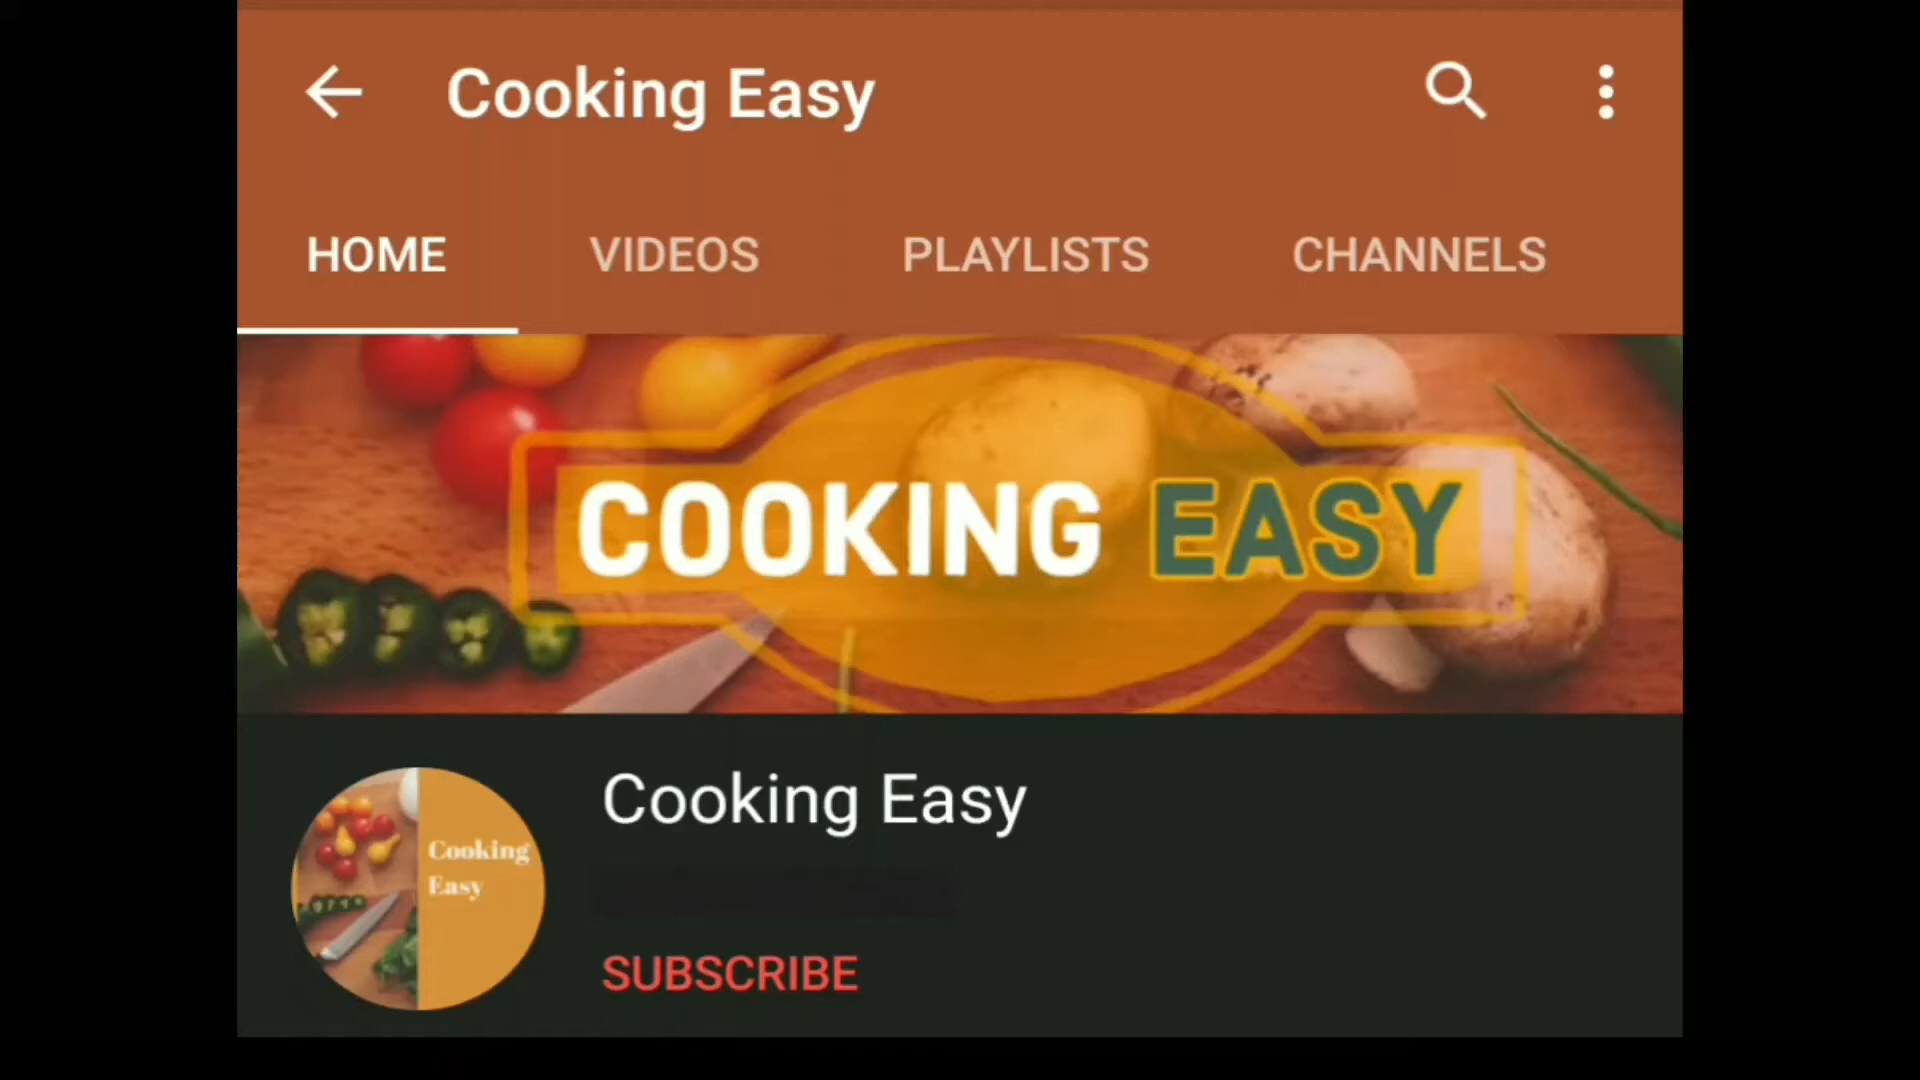 Cooking Easy
HOME VIDEOS PLAYLISTS CHANNELS
COOKING EASY
Cooking Easy
Cooking
Easy
SUBSCRIBE